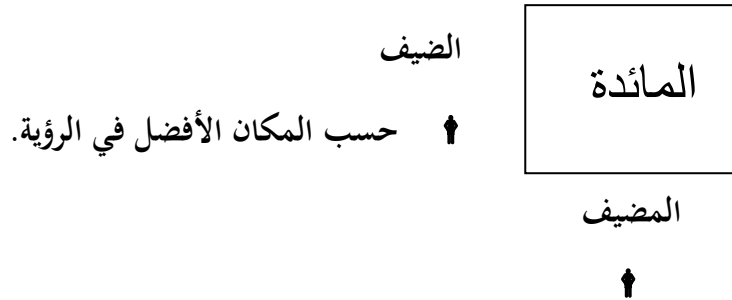 المائدة
الضيف
حسب المكان الأفضل في الرؤية.
المضيف